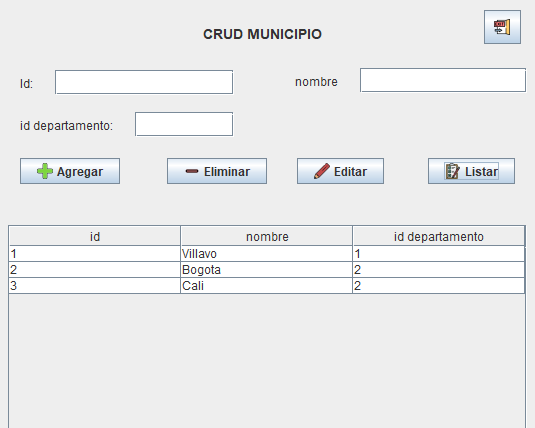 CRUD MUNICIPIO
Id:
nombre
id departamento:
Agregar
Eliminar
Editar
Listar
id nombre id departamento
1 Villavo 1
2 Bogota 2
3 Cali 2